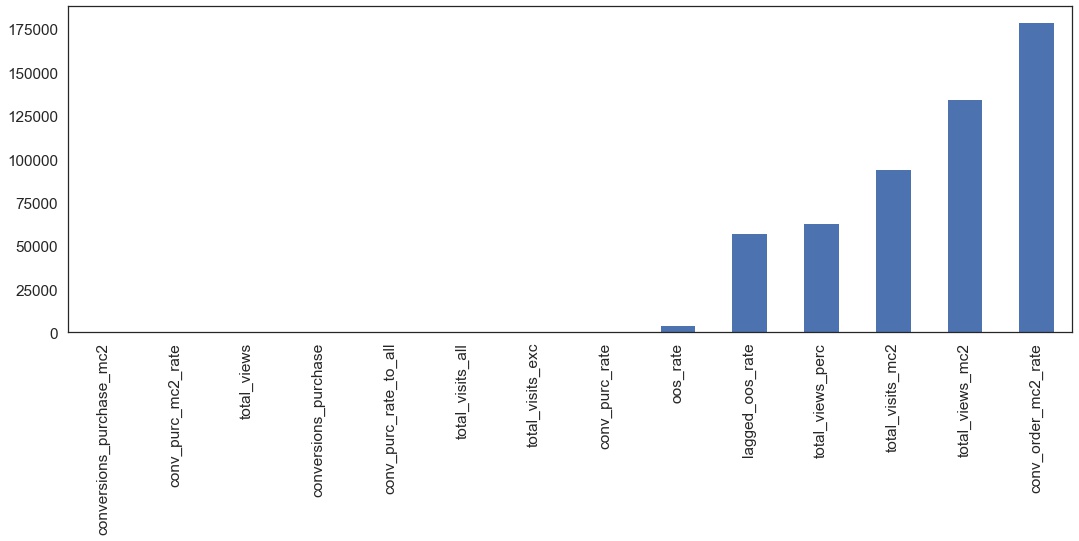 175000
150000
125000
100000
75000
50000
25000
0
conversions_purchase_mc2
conv_purc_mc2_rate
total_views
conversions_purchase
conv_purc_rate_to_all
total_visits_all
total_visits_exc
conv_purc_rate
oos_rate
lagged_oos_rate
total_views_perc
total_visits_mc2
total_views_mc2
conv_order_mc2_rate